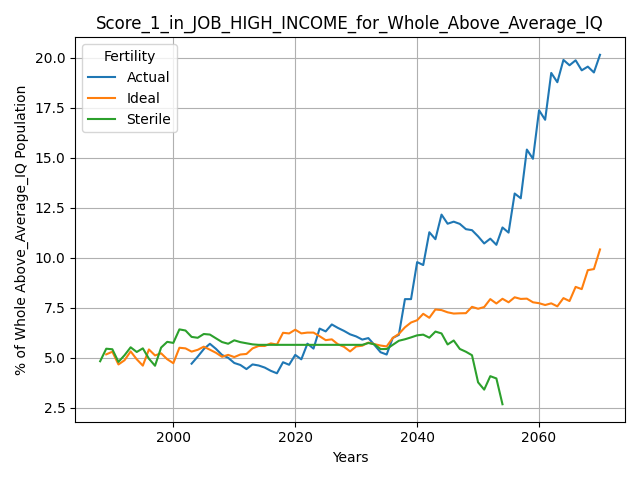 Score_1_in_JOB_HIGH_INCOME_for_Whole_Above_Average_IQ
Fertility
Actual
Ideal
Sterile
% of Whole Above_Average_IQ Population
20.0
17.5
15.0
12.5
10.0
7.5
5.0
2.5
2000
2020
2040
2060
Years